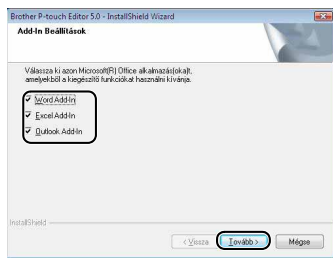 Brother P-touch Editor 5.0 - InstallShield Wizard
Add-In Beállítások
Válassza ki azon Microsoft(R) Office alkalmazás(oka)t,
amelyekből a kiegészítő funkciókat használni kívánja.
Word Add-In
Excel Add-In
Outlook Add-In
InstallShield
< Vissza Tovább > Mégse